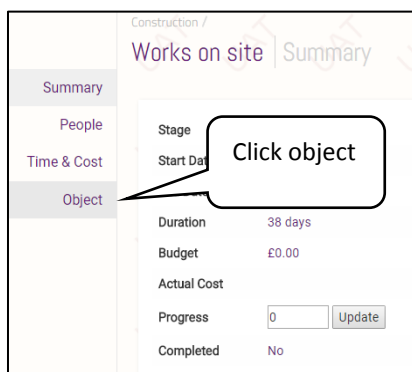 Construction /
Works on site | Summary
Summary
People
Time & Cost
Object
Stage
Start Dat
Click object
Duration 38 days
Budget £0.00
Actual Cost
Progress 0 Update
Completed No